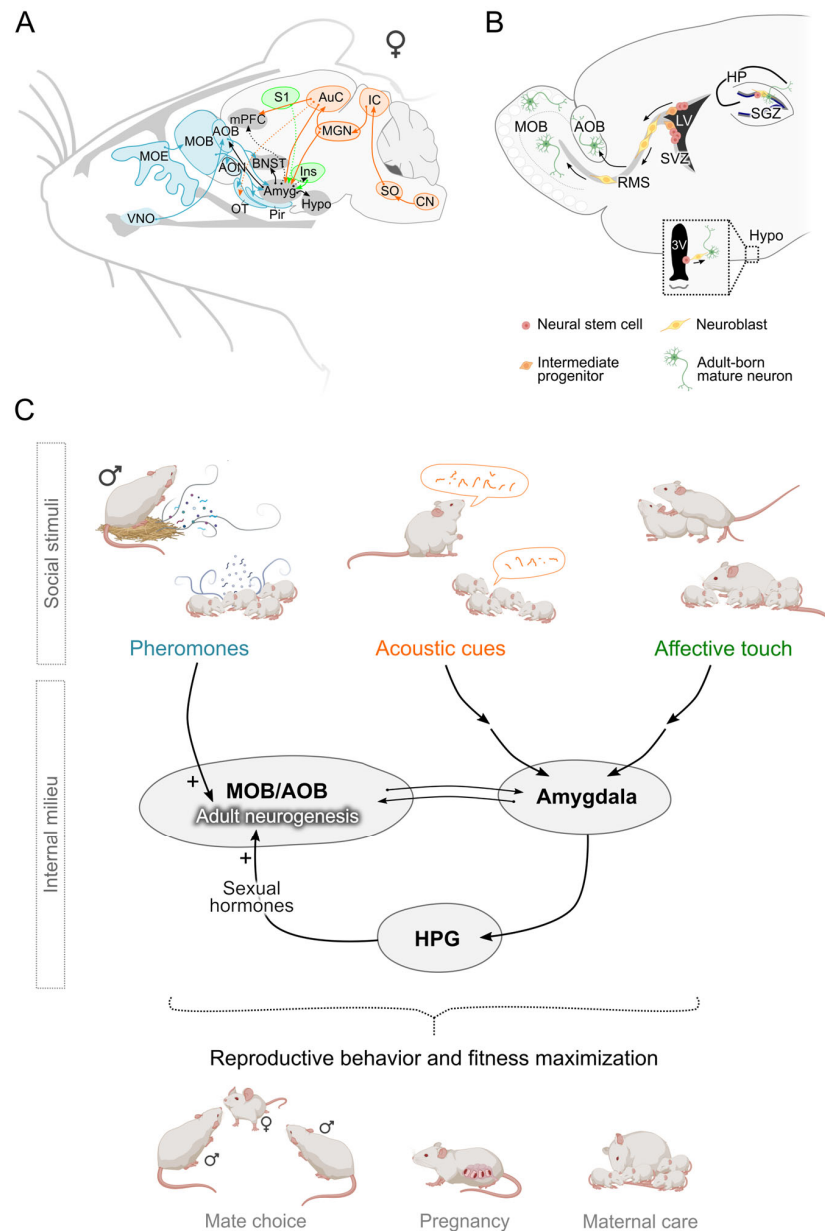 A
♀
S1
AuC
IC
mPFC
MGN
AOB
MOB
MOE
AON
BNST
Ins
Amyg
SO
CN
VNO
OT
Pir
Hypo
B
HP
MOB
AOB
LV
SGZ
SVZ
RMS
3V
Hypo
Neural stem cell
Neuroblast
Intermediate
progenitor
Adult-born
mature neuron
C
Social stimuli
♂
Pheromones
Acoustic cues
Affective touch
Internal milieu
+
MOB/AOB
Adult neurogenesis
Amygdala
+
Sexual
hormones
HPG
Reproductive behavior and fitness maximization
♂
♀
♂
Mate choice
Pregnancy
Maternal care